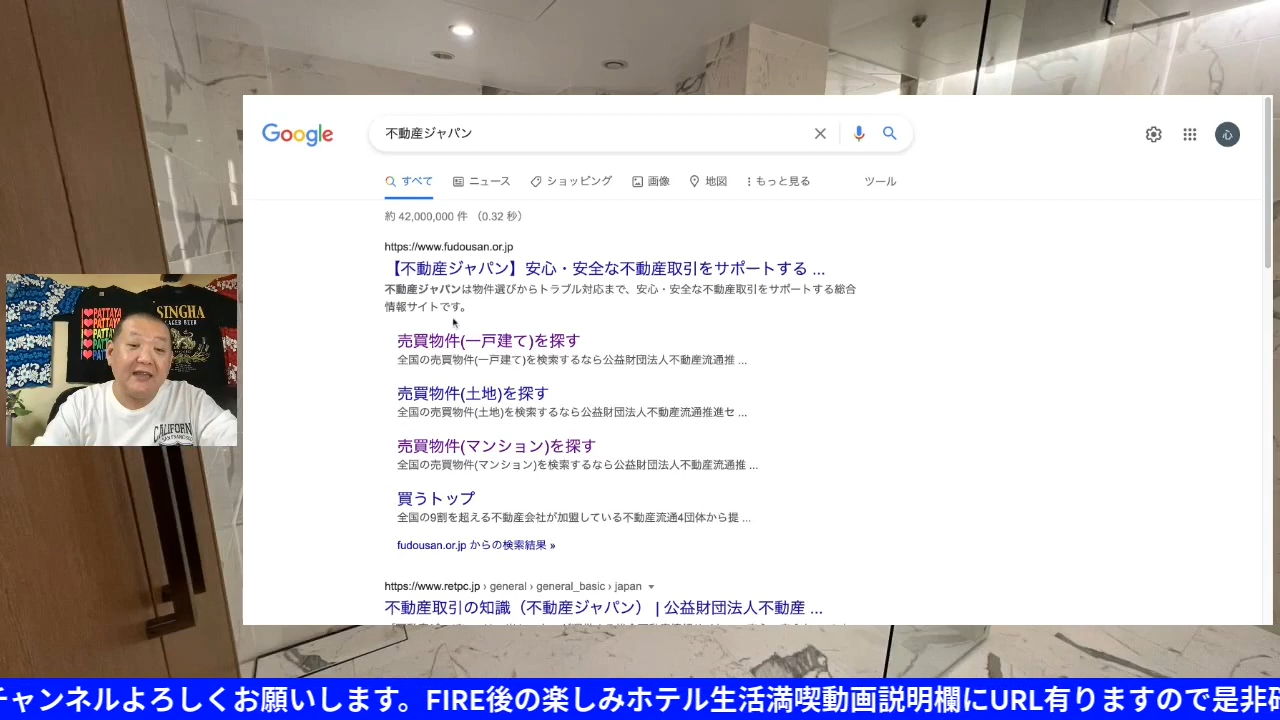 Google
不動産ジャパン
心
すべて
ニュース
ショッピング
画像
地図
もっと見る
ツール
約 42,000,000 件 （0.32 秒）
https://www.fudousan.or.jp
【不動産ジャパン】安心・安全な不動産取引をサポートする ...
不動産ジャパンは物件選びからトラブル対応まで、安心・安全な不動産取引をサポートする総合
情報サイトです。
売買物件(一戸建て)を探す
全国の売買物件(一戸建て)を検索するなら公益財団法人不動産流通推 ...
売買物件(土地)を探す
全国の売買物件(土地)を検索するなら公益財団法人不動産流通推進セ ...
売買物件(マンション)を探す
全国の売買物件(マンション)を検索するなら公益財団法人不動産流通推 ...
買うトップ
全国の9割を超える不動産会社が加盟している不動産流通4団体から提 ...
fudousan.or.jp からの検索結果 »
https://www.retpc.jp › general › general_basic › japan
不動産取引の知識（不動産ジャパン） | 公益財団法人不動産 ...
I PATTAYA
I PATTAYA
I PATTAYA
SINGHA
LAGER BEER
CALIFORN
チャンネルよろしくお願いします。FIRE後の楽しみホテル生活満喫動画説明欄にURL有りますので是非